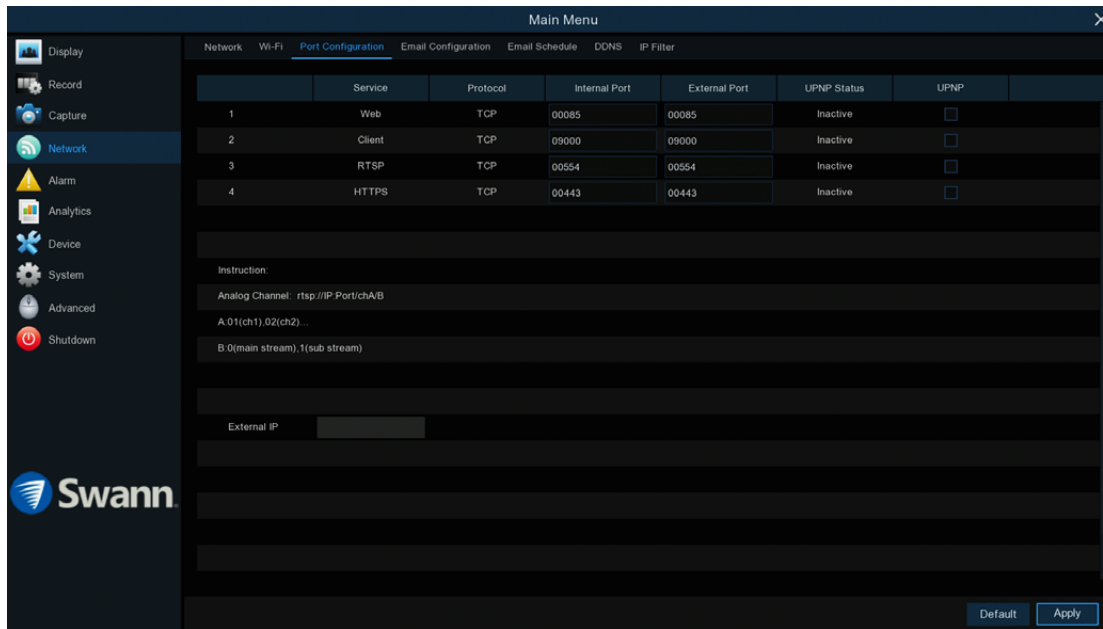 Main Menu X
Display
Record
Capture
Network
Alarm
Analytics
Device
System
Advanced
Shutdown
Swann
Network Wi-Fi Port Configuration Email Configuration Email Schedule DDNS IP Filter
Service Protocol Internal Port External Port UPNP Status UPNP
1 Web TCP 00085 00085 Inactive
2 Client TCP 09000 09000 Inactive
3 RTSP TCP 00554 00554 Inactive
4 HTTPS TCP 00443 00443 Inactive
Instruction:
Analog Channel: rtsp://IP:Port/chA/B
A:01(ch1),02(ch2)...
B:0(main stream),1(sub stream)
External IP
Default Apply